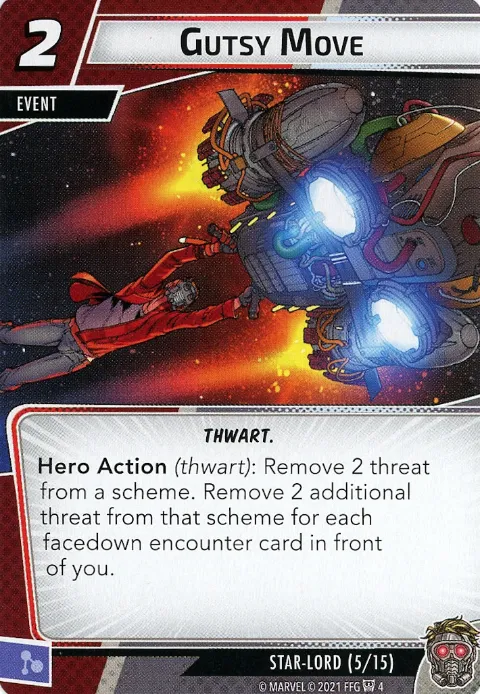 2
GUTSY MOVE
EVENT
THWART.
Hero Action (thwart): Remove 2 threat
from a scheme. Remove 2 additional
threat from that scheme for each
facedown encounter card in front
of you.
STAR-LORD (5/15)
© MARVEL © 2021 FFG 4